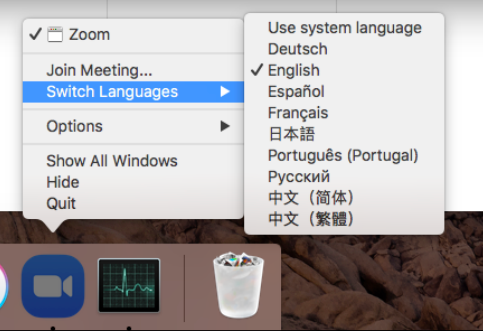 Zoom
Join Meeting...
Switch Languages
Options
Show All Windows
Hide
Quit
Use system language
Deutsch
English
Español
Français
日本語
Português (Portugal)
Русский
中文（简体）
中文（繁體）